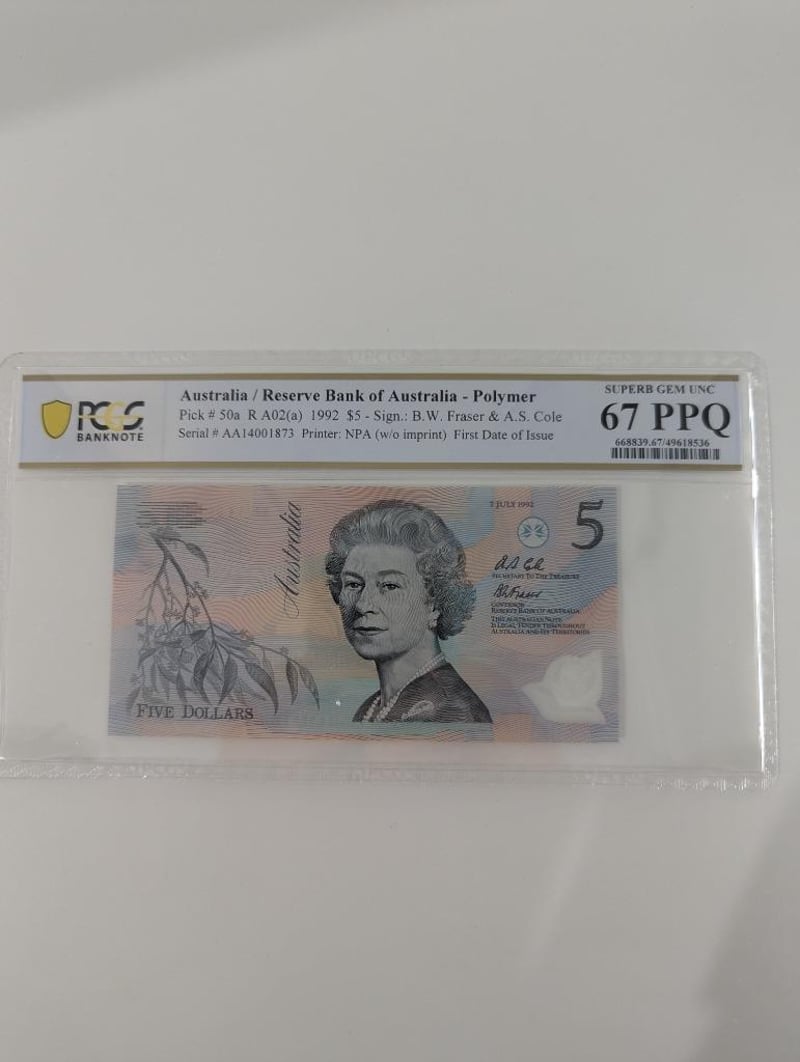 PCGS
BANKNOTE
Australia / Reserve Bank of Australia - Polymer
Pick # 50a R A02(a) 1992 $5 - Sign.: B.W. Fraser & A.S. Cole
Serial # AA14001873 Printer: NPA (w/o imprint) First Date of Issue
SUPERB GEM UNC
67 PPQ
668839.67/49618536
Australia
7 JULY 1992
5
SECRETARY TO THE TREASURY
GOVERNOR
RESERVE BANK OF AUSTRALIA
THIS AUSTRALIAN NOTE
IS LEGAL TENDER THROUGHOUT
AUSTRALIA AND ITS TERRITORIES
FIVE DOLLARS